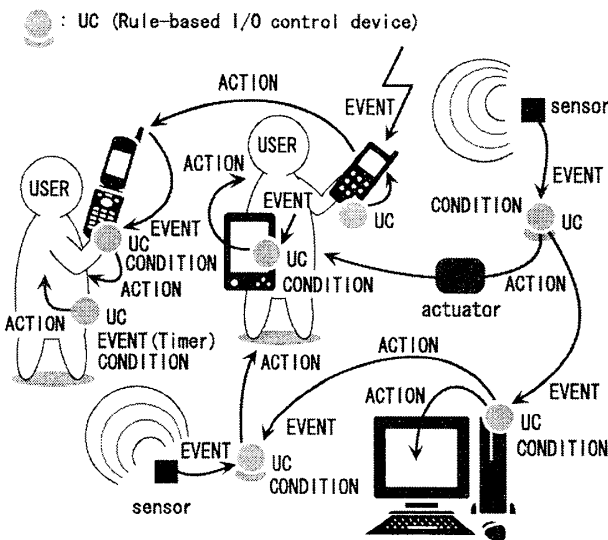 : UC (Rule-based I/O control device)
ACTION
EVENT
sensor
USER
ACTION
USER
EVENT
EVENT
CONDITION
UC
UC
EVENT
UC
CONDITION
UC
CONDITION
ACTION
ACTION
actuator
ACTION
UC
EVENT(Timer)
CONDITION
ACTION
ACTION
ACTION
EVENT
EVENT
EVENT
UC
CONDITION
UC
CONDITION
sensor